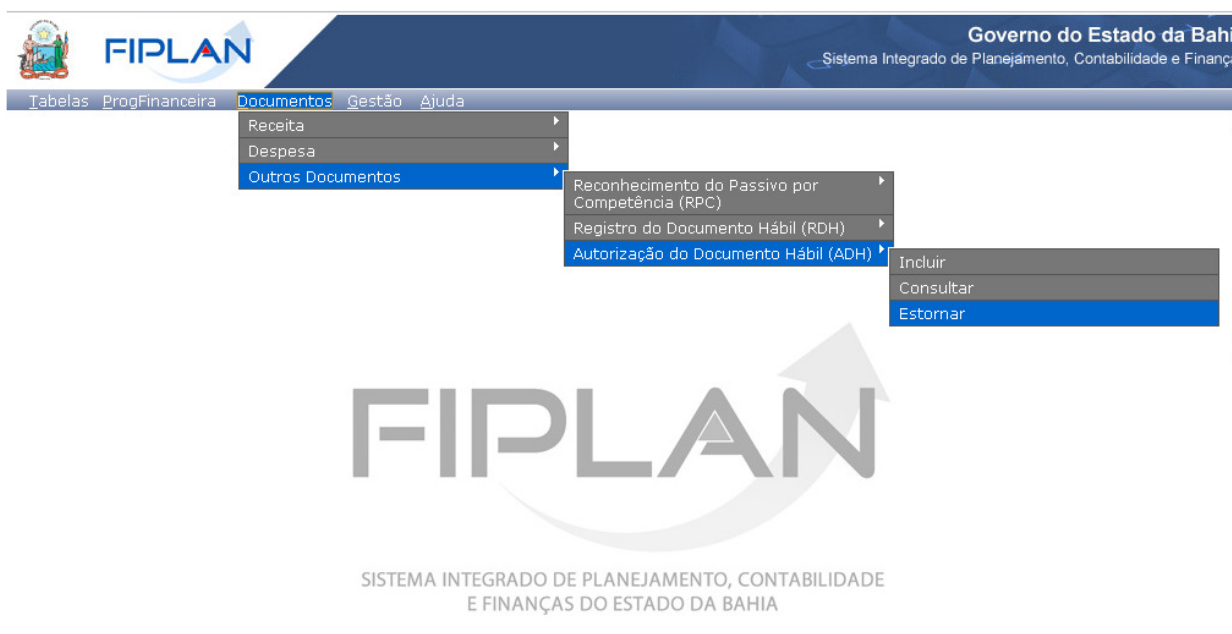 FIPLAN
Governo do Estado da Bahi
Sistema Integrado de Planejamento, Contabilidade e Finança
Tabelas ProgFinanceira Documentos Gestão Ajuda
Receita
Despesa
Outros Documentos
Reconhecimento do Passivo por
Competência (RPC)
Registro do Documento Hábil (RDH)
Autorização do Documento Hábil (ADH)
Incluir
Consultar
Estornar
FIPLAN
SISTEMA INTEGRADO DE PLANEJAMENTO, CONTABILIDADE
E FINANÇAS DO ESTADO DA BAHIA